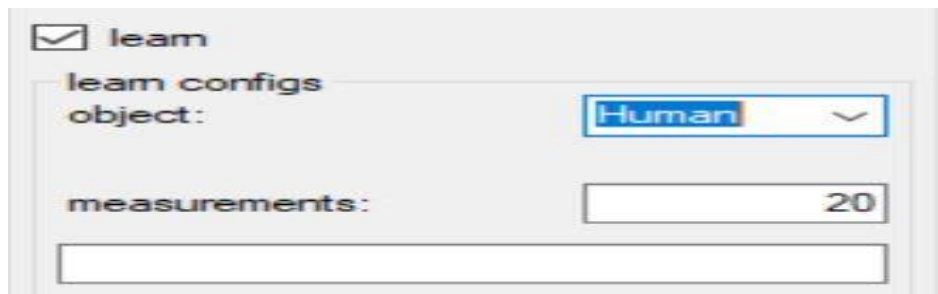 learn
learn configs
object: Human
measurements: 20